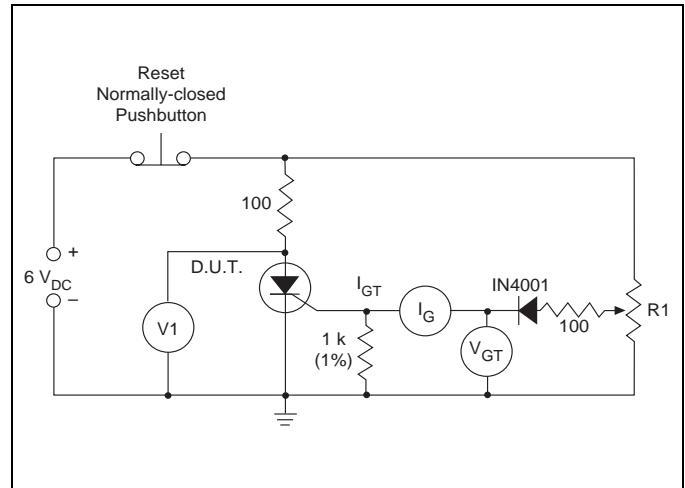 Reset
Normally-closed
Pushbutton
100
+
6 VDC
–
D.U.T.
V1
IGT
1 k
(1%)
IG
IN4001
VGT
100
R1